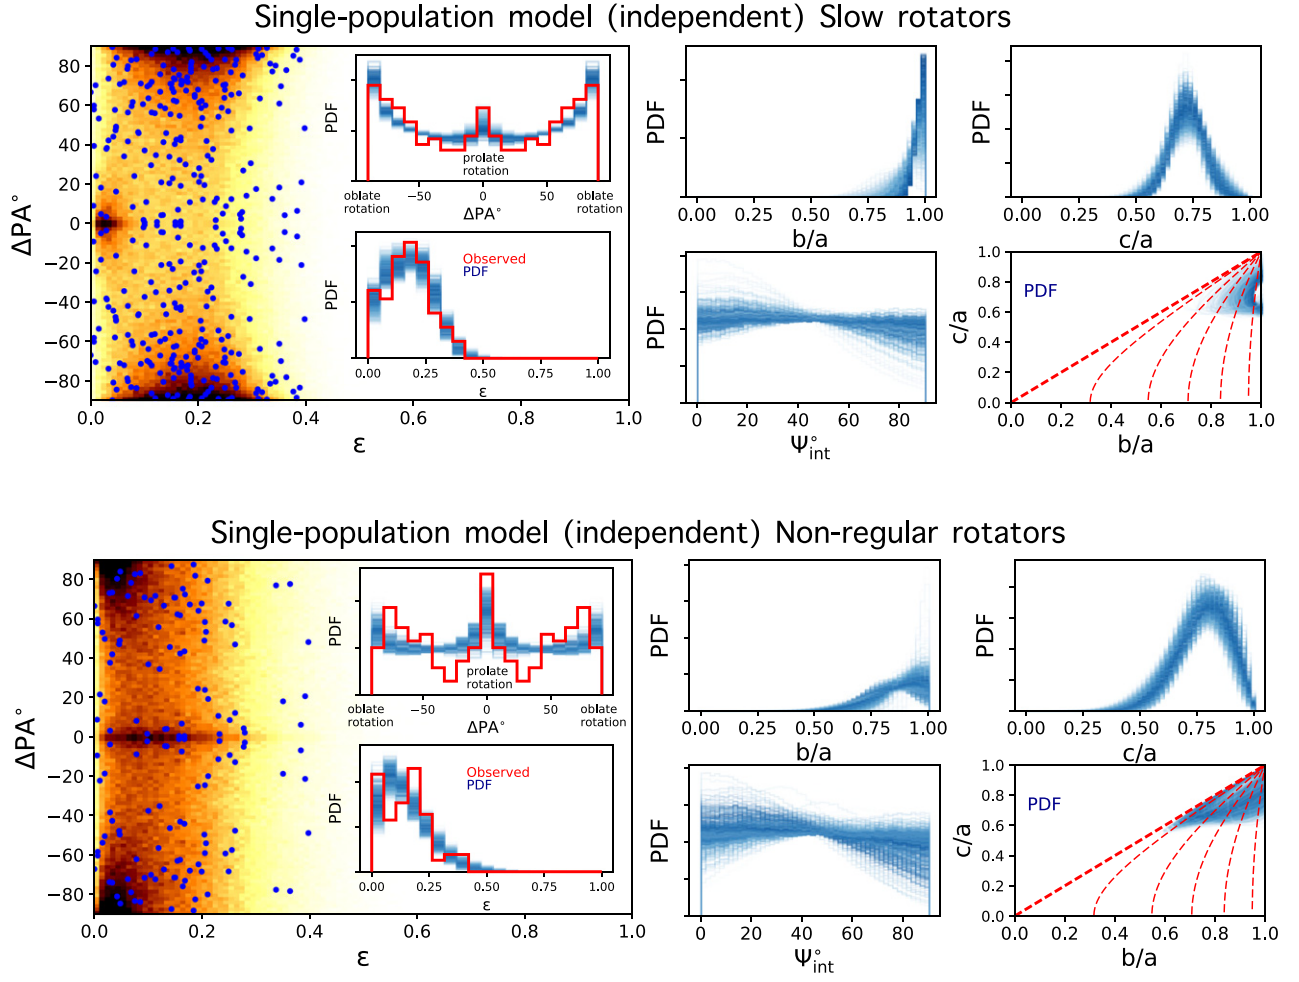 Single-population model (independent) Slow rotators
ΔPA°
80
60
40
20
0
−20
−40
−60
−80
0.0
0.2
0.4
0.6
0.8
1.0
ε
PDF
prolate
rotation
oblate
rotation
−50
0
50
oblate
rotation
ΔPA°
PDF
Observed
PDF
0.00
0.25
0.50
0.75
1.00
ε
PDF
0.00
0.25
0.50
0.75
1.00
b/a
PDF
0.00
0.25
0.50
0.75
1.00
c/a
PDF
0
20
40
60
80
Ψ°int
c/a
1.0
0.8
0.6
0.4
0.2
0.0
PDF
0.0
0.2
0.4
0.6
0.8
1.0
b/a
Single-population model (independent) Non-regular rotators
ΔPA°
80
60
40
20
0
−20
−40
−60
−80
0.0
0.2
0.4
0.6
0.8
1.0
ε
PDF
prolate
rotation
oblate
rotation
−50
0
50
oblate
rotation
ΔPA°
PDF
Observed
PDF
0.00
0.25
0.50
0.75
1.00
ε
PDF
0.00
0.25
0.50
0.75
1.00
b/a
PDF
0.00
0.25
0.50
0.75
1.00
c/a
PDF
0
20
40
60
80
Ψ°int
c/a
1.0
0.8
0.6
0.4
0.2
0.0
PDF
0.0
0.2
0.4
0.6
0.8
1.0
b/a